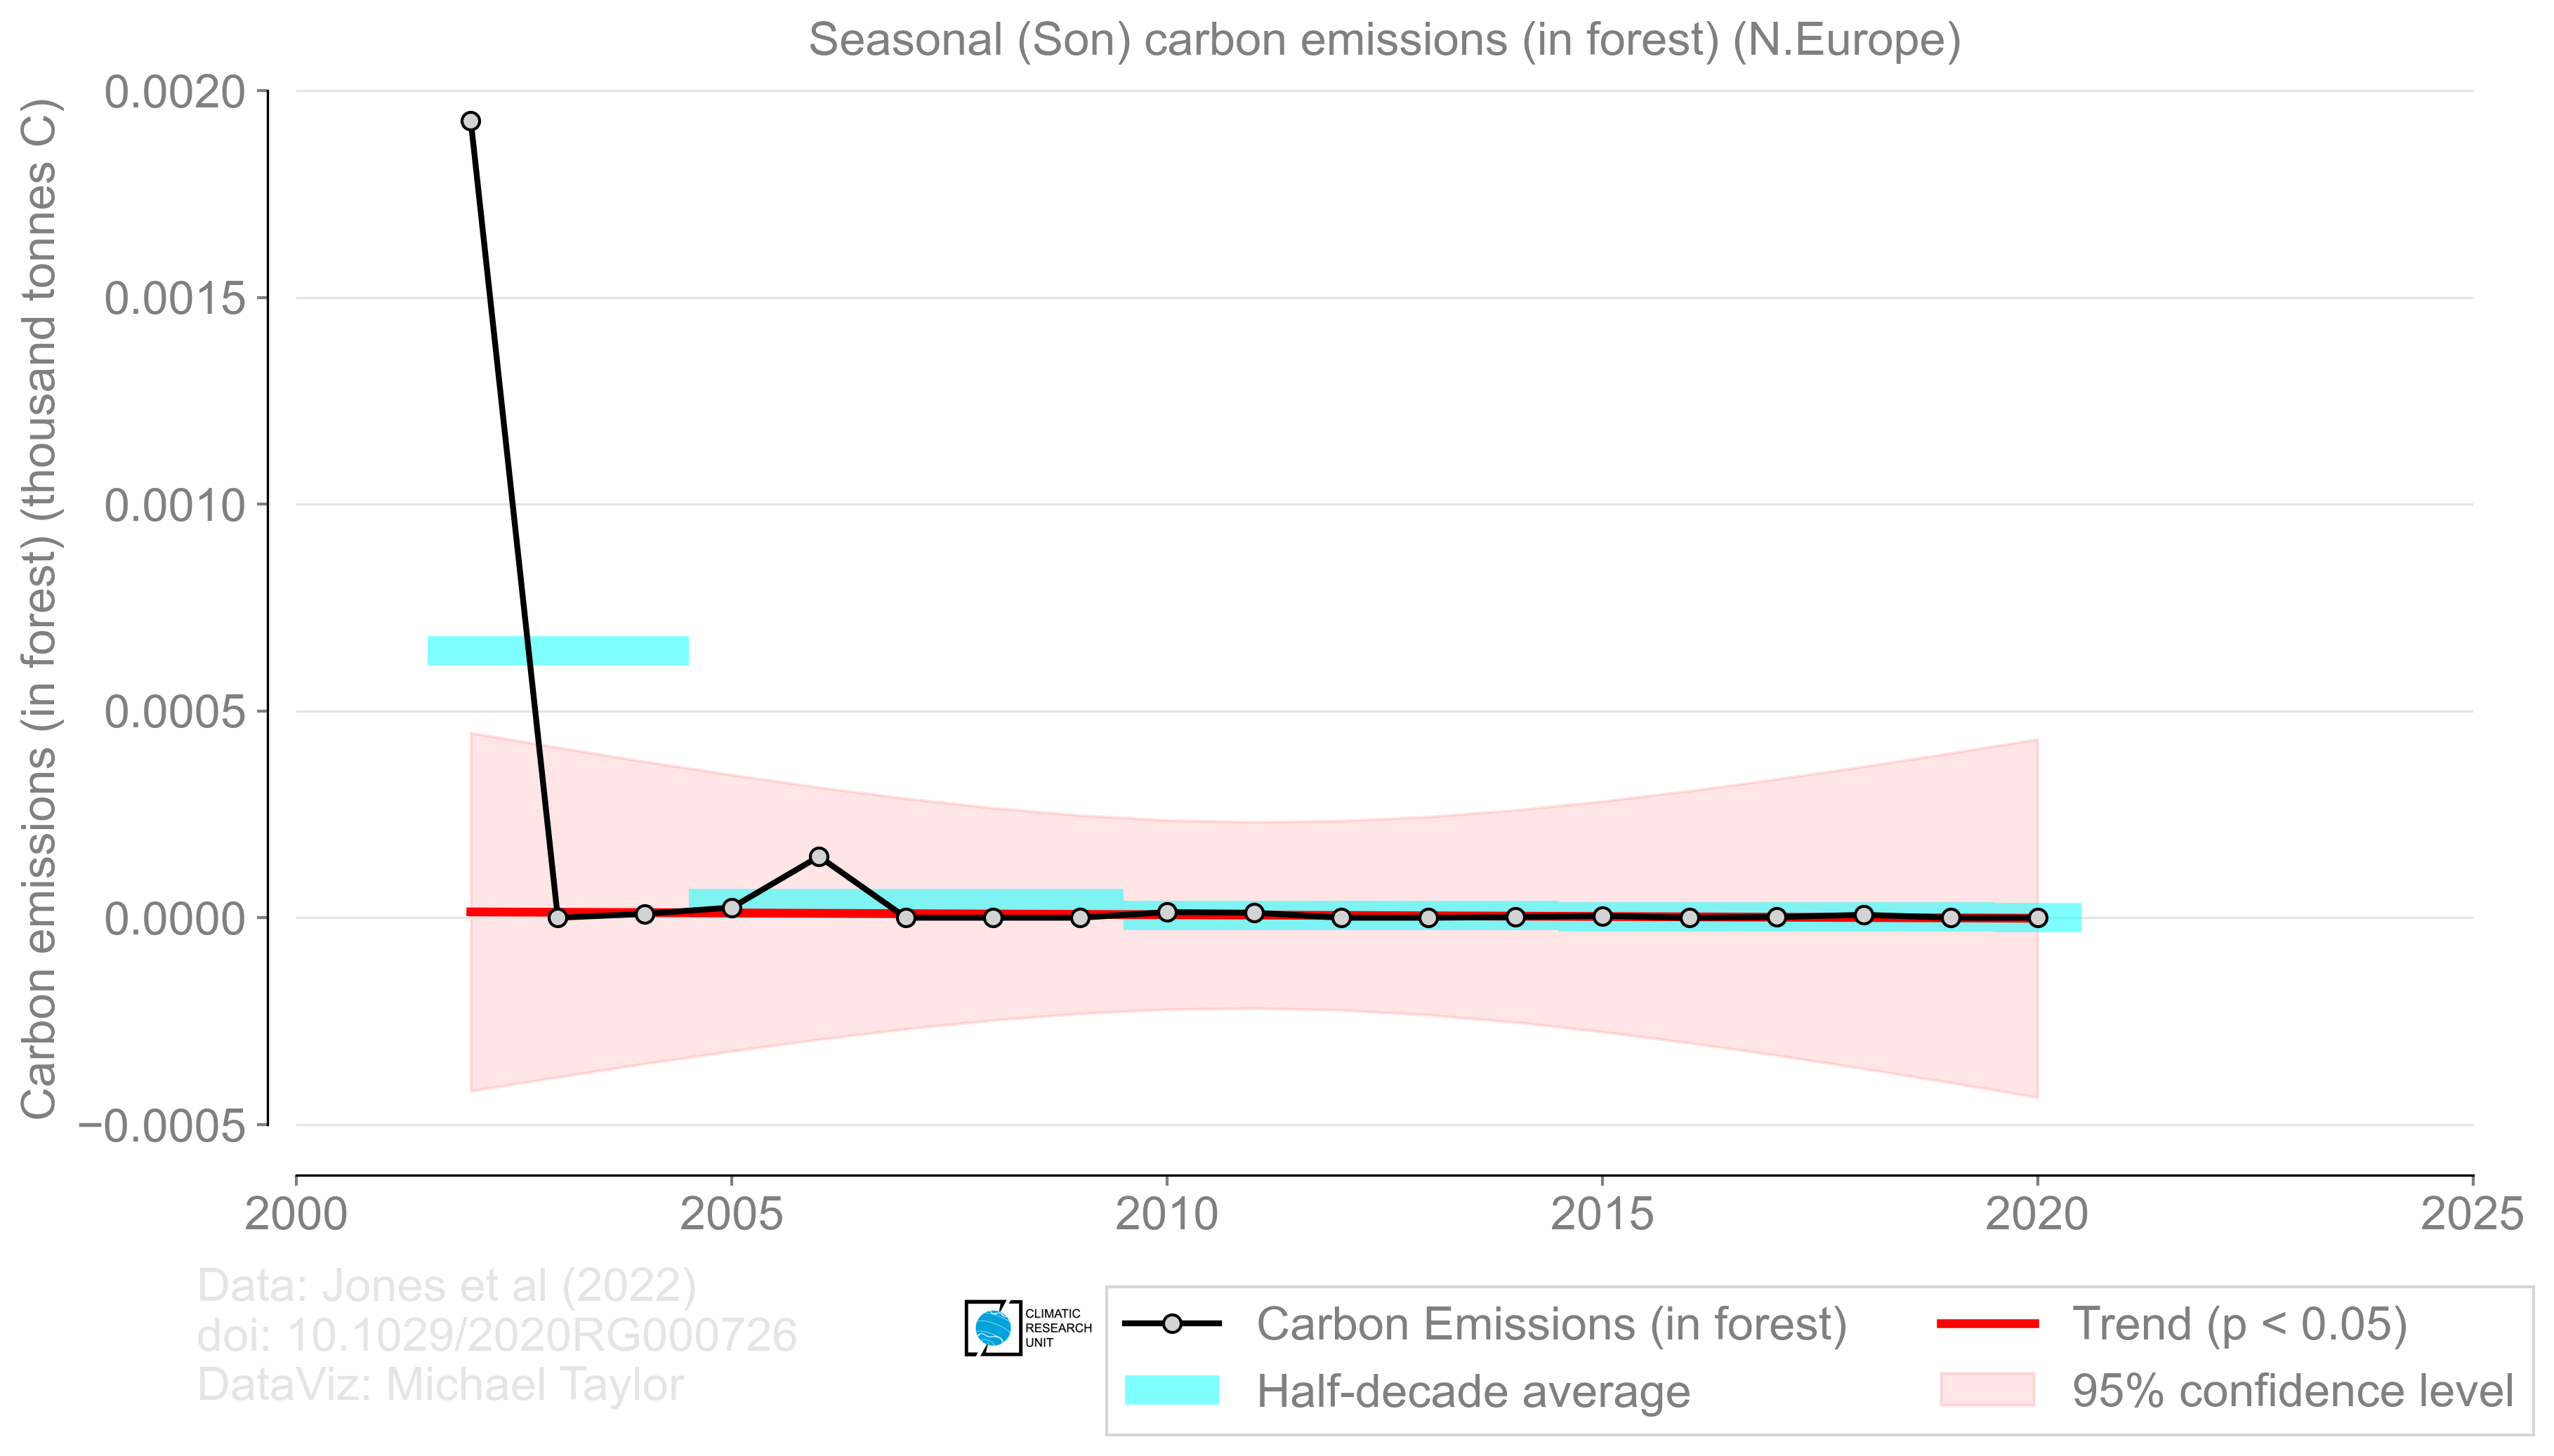 Seasonal (Son) carbon emissions (in forest) (N.Europe)
Carbon emissions (in forest) (thousand tonnes C)
0.0020
0.0015
0.0010
0.0005
0.0000
−0.0005
2000
2005
2010
2015
2020
2025
Data: Jones et al (2022)
doi: 10.1029/2020RG000726
DataViz: Michael Taylor
CLIMATIC
RESEARCH
UNIT
Carbon Emissions (in forest)
Half-decade average
Trend (p < 0.05)
95% confidence level